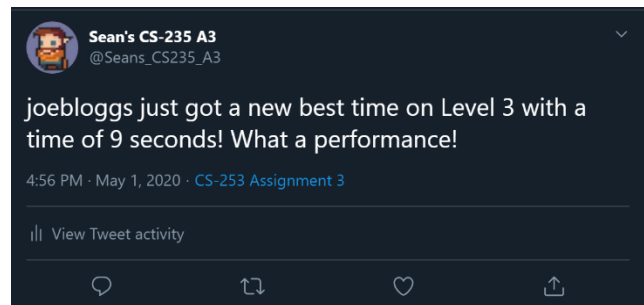 Sean's CS-235 A3
@Seans_CS235_A3
joebloggs just got a new best time on Level 3 with a
time of 9 seconds! What a performance!
4:56 PM · May 1, 2020 · CS-253 Assignment 3
View Tweet activity